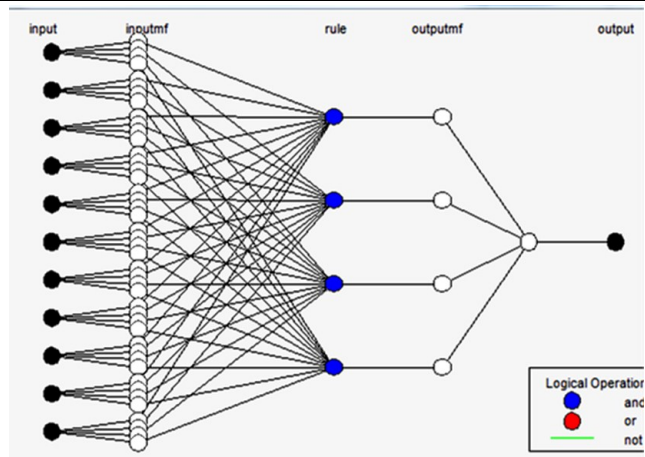 input inputmf rule outputmf output
Logical Operation
and
or
not